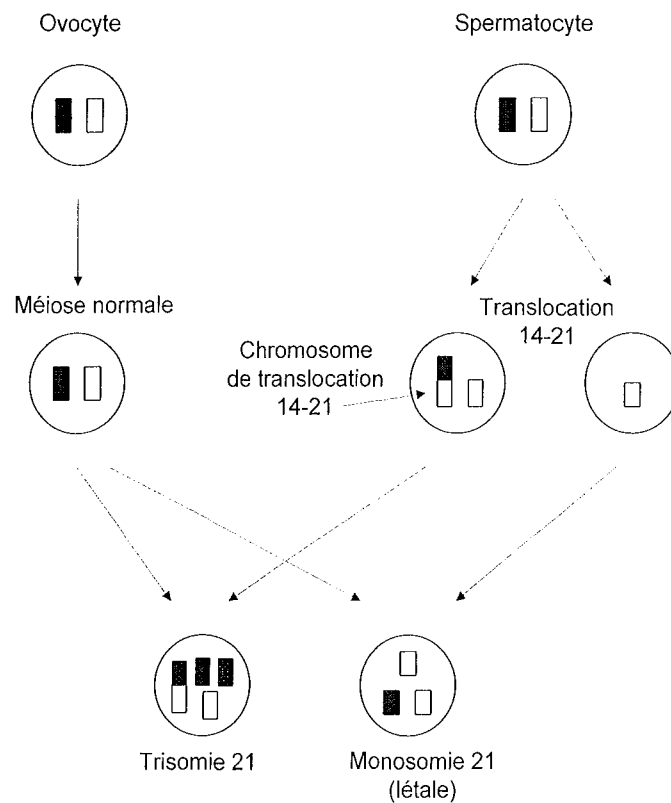 Ovocyte
Spermatocyte
Méiose normale
Translocation
14-21
Chromosome
de translocation
14-21
Trisomie 21
Monosomie 21
(létale)